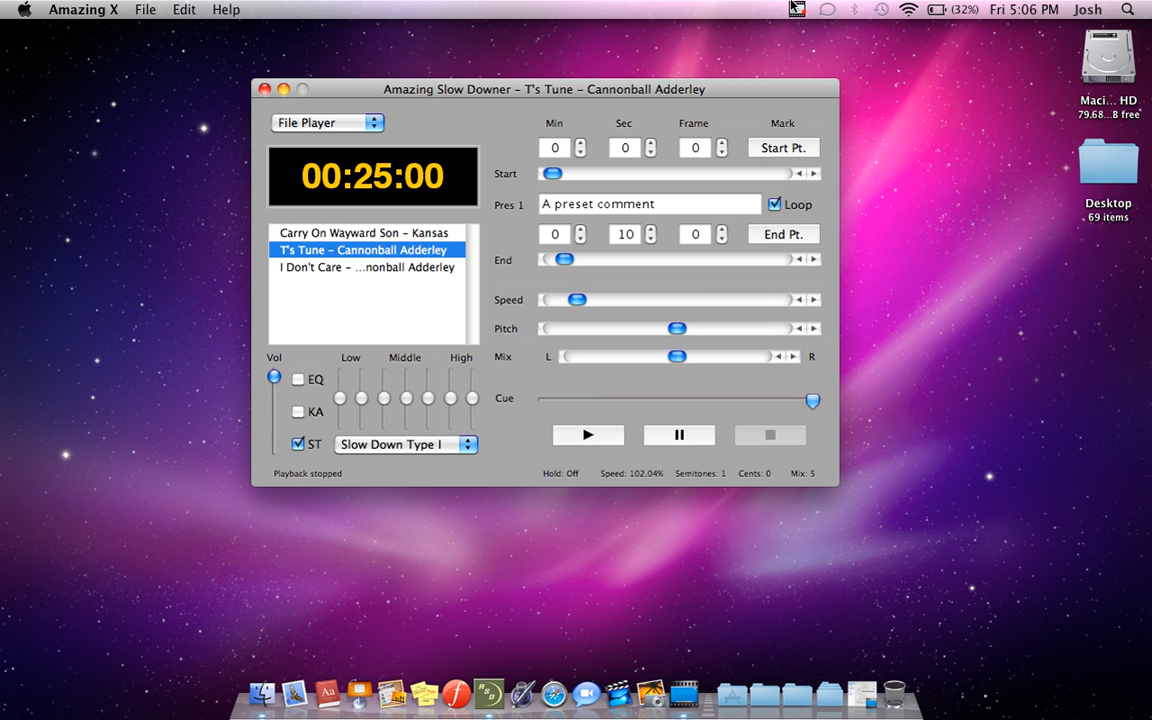 Amazing X File Edit Help (32%) Fri 5:06 PM Josh
Amazing Slow Downer – T's Tune – Cannonball Adderley
File Player
Min Sec Frame Mark
0 0 0 Start Pt.
00:25:00
Start
Pres 1 A preset comment Loop
0 10 0 End Pt.
End
Carry On Wayward Son – Kansas
T's Tune – Cannonball Adderley
I Don't Care – ...nonball Adderley
Speed
Pitch
Mix L R
Vol Low Middle High
EQ
KA
ST Slow Down Type I
Cue
Playback stopped
Hold: Off Speed: 102.04% Semitones: 1 Cents: 0 Mix: 5
Maci... HD
79.68...B free
Desktop
69 items
Aa
f